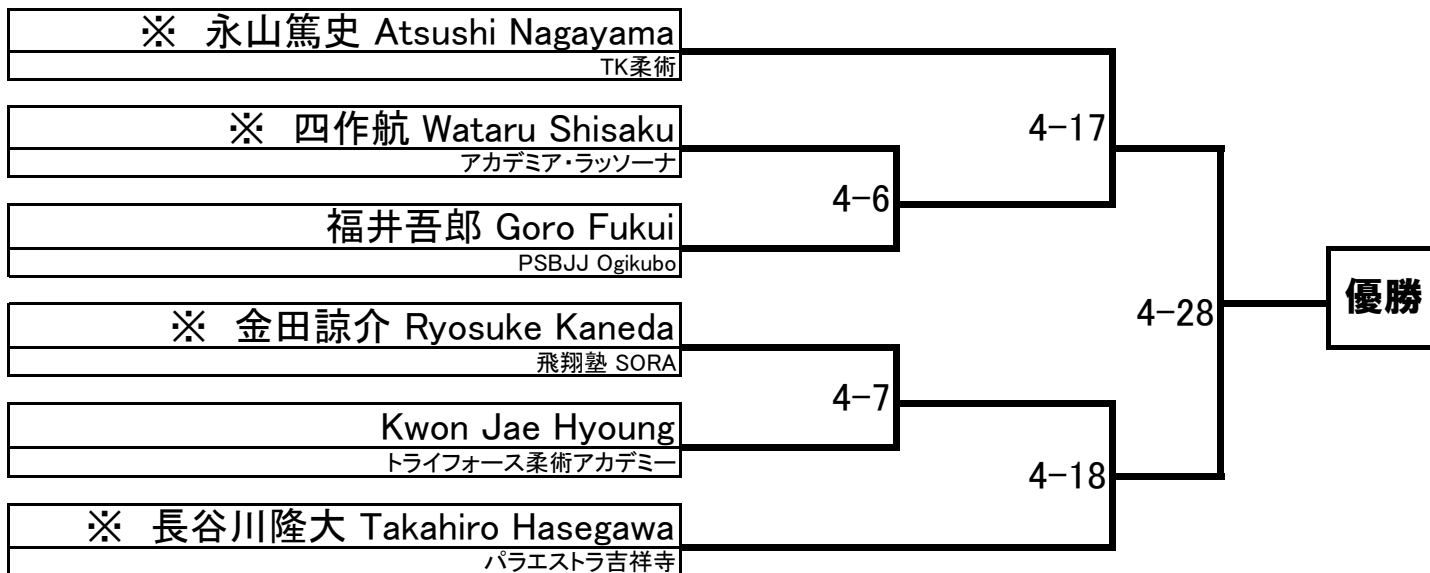 ※ 永山篤史 Atsushi Nagayama
TK柔術
※ 四作航 Wataru Shisaku
アカデミア・ラッソーナ
福井吾郎 Goro Fukui
PSBJJ Ogikubo
※ 金田諒介 Ryosuke Kaneda
飛翔塾 SORA
Kwon Jae Hyoung
トライフォース柔術アカデミー
※ 長谷川隆大 Takahiro Hasegawa
パラエストラ吉祥寺
4-6
4-7
4-17
4-18
4-28
優勝